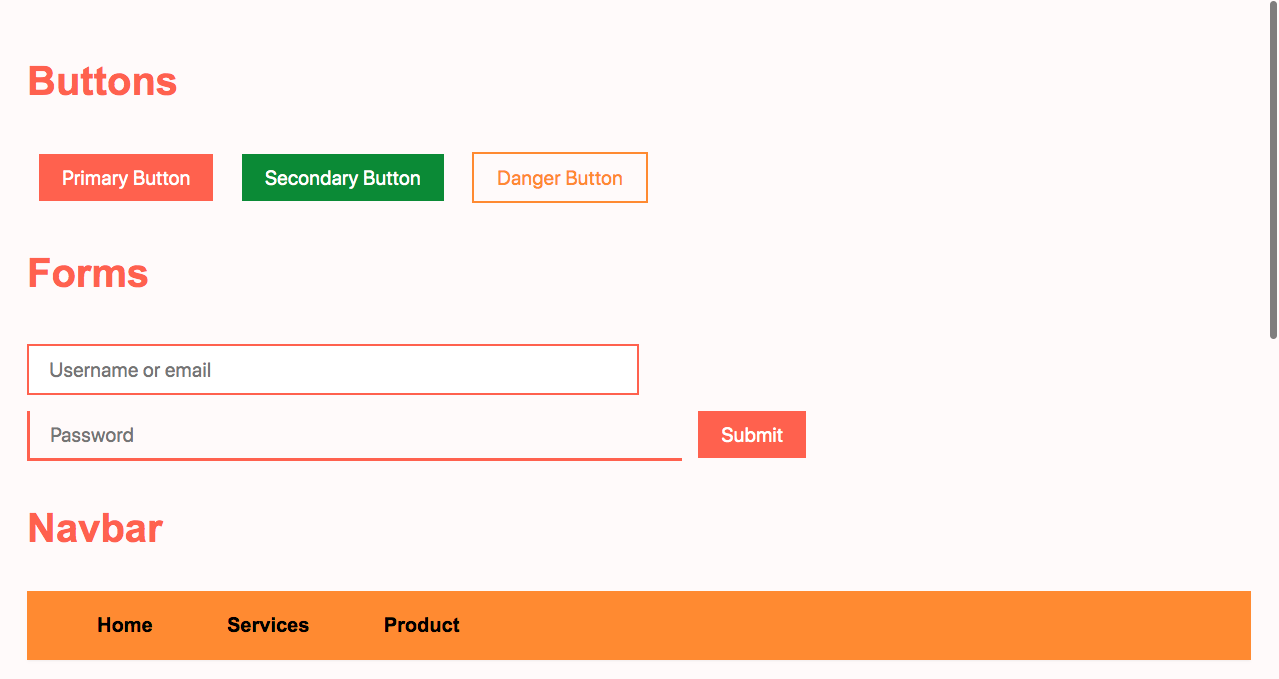 Buttons
Primary Button Secondary Button Danger Button
Forms
Username or email
Password Submit
Navbar
Home Services Product